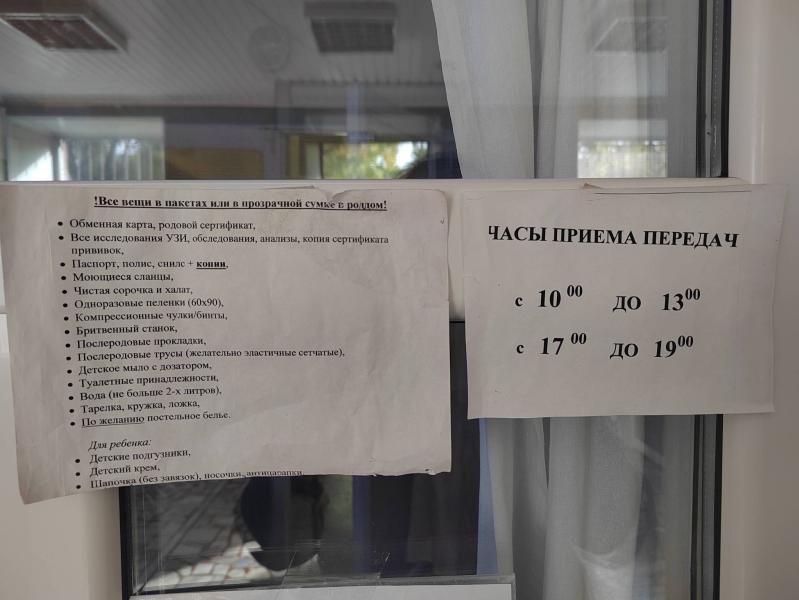 !Все вещи в пакетах или в прозрачной сумке в роддом!
• Обменная карта, родовой сертификат,
• Все исследования УЗИ, обследования, анализы, копия сертификата
прививок,
• Паспорт, полис, снилс + копии,
• Моющиеся сланцы,
• Чистая сорочка и халат,
• Одноразовые пеленки (60х90),
• Компрессионные чулки/бинты,
• Бритвенный станок,
• Послеродовые прокладки,
• Послеродовые трусы (желательно эластичные сетчатые),
• Детское мыло с дозатором,
• Туалетные принадлежности,
• Вода (не больше 2-х литров),
• Тарелка, кружка, ложка,
• По желанию постельное белье.
Для ребенка:
• Детские подгузники,
• Детский крем,
• Шапочка (без завязок), носочки, антицарапки,
ЧАСЫ ПРИЕМА ПЕРЕДАЧ
с 10 00 ДО 13 00
с 17 00 ДО 19 00